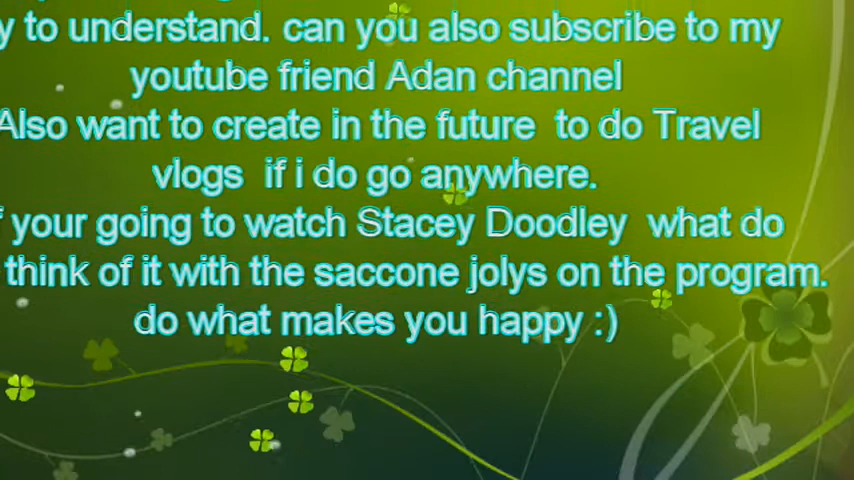 y to understand. can you also subscribe to my
youtube friend Adan channel
Also want to create in the future to do Travel
vlogs if i do go anywhere.
your going to watch Stacey Doodley what do
think of it with the saccone jolys on the program.
do what makes you happy :)